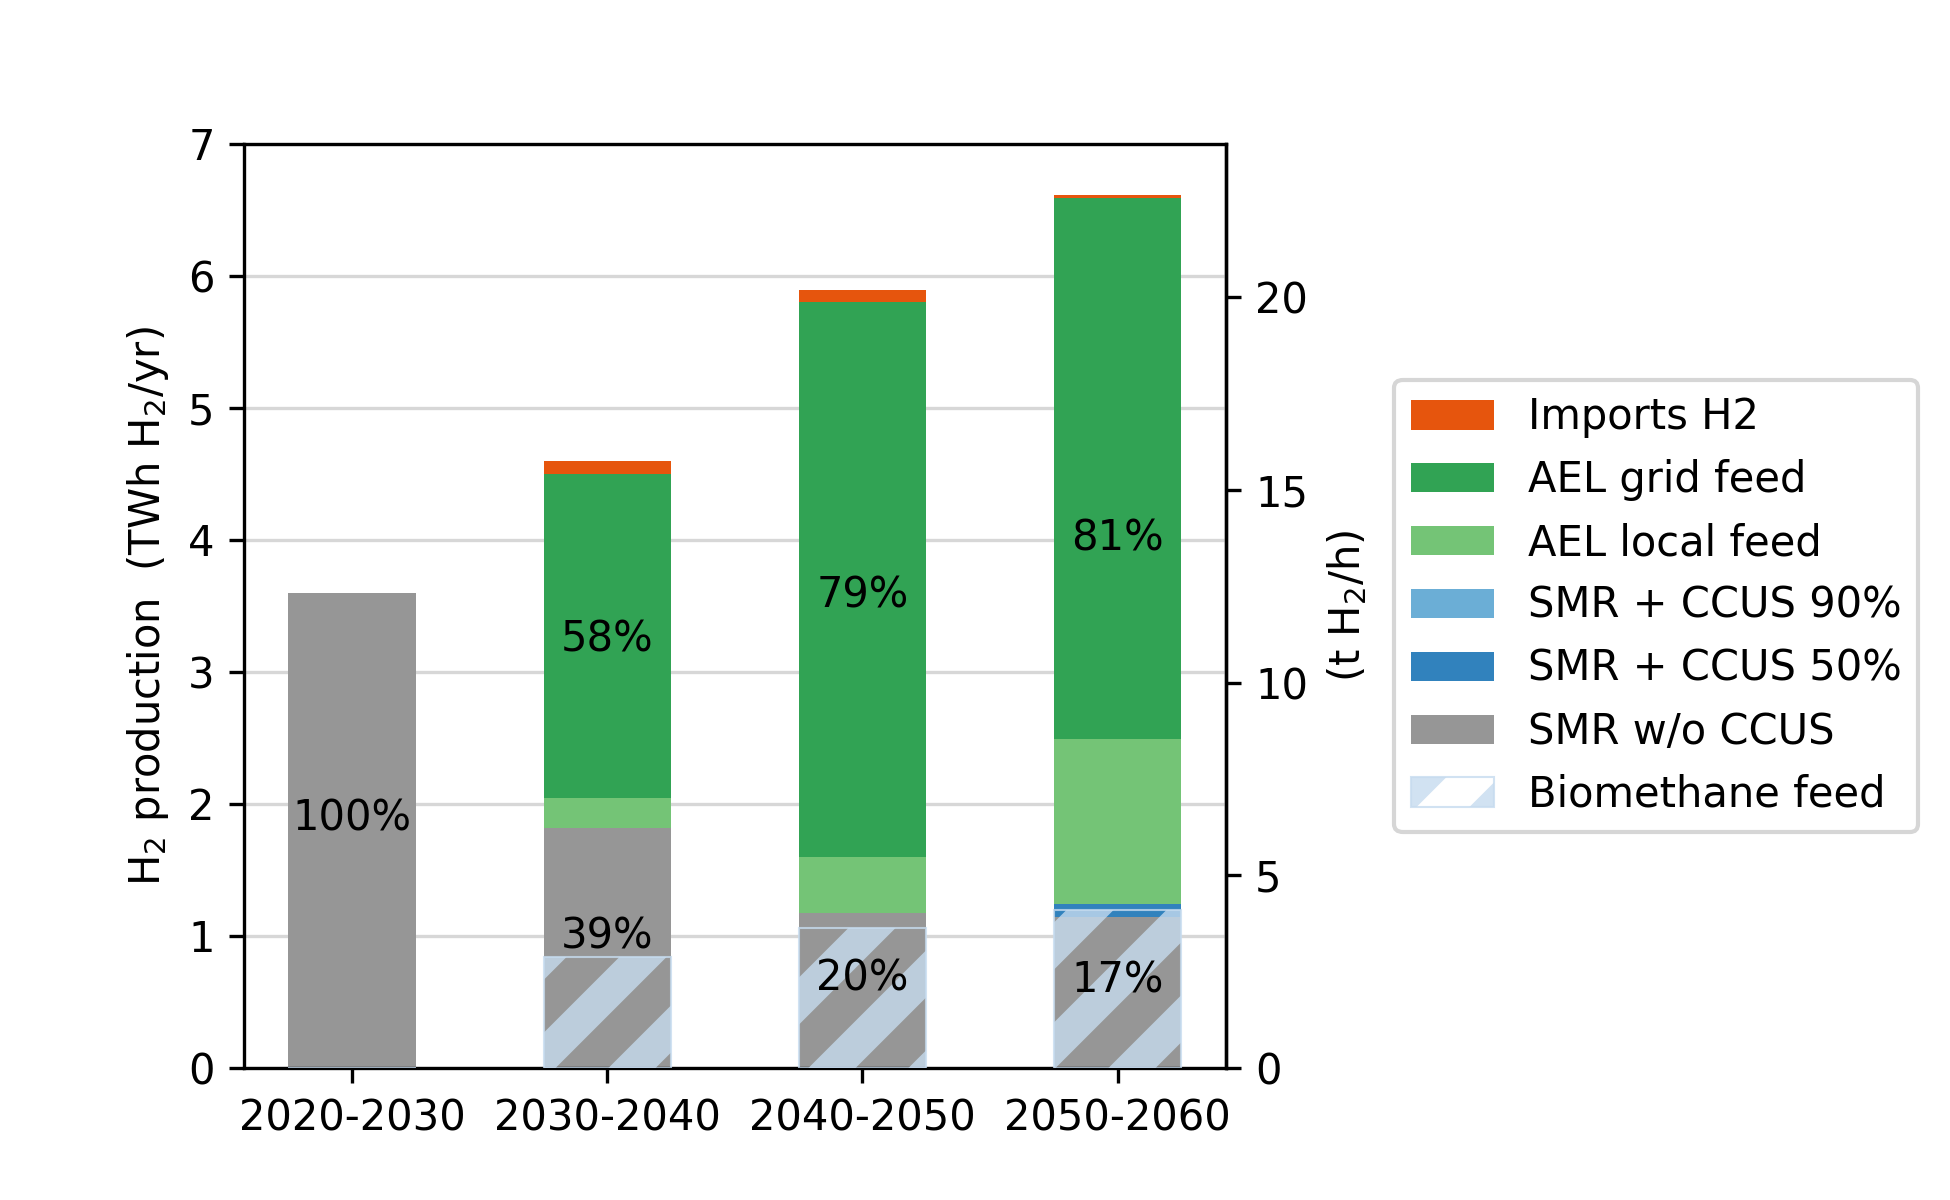 7
6
5
4
3
2
1
0
H₂ production (TWh H₂/yr)
100%
58%
39%
79%
20%
81%
17%
2020-2030
2030-2040
2040-2050
2050-2060
20
15
10
5
0
(t H₂/h)
Imports H2
AEL grid feed
AEL local feed
SMR + CCUS 90%
SMR + CCUS 50%
SMR w/o CCUS
Biomethane feed